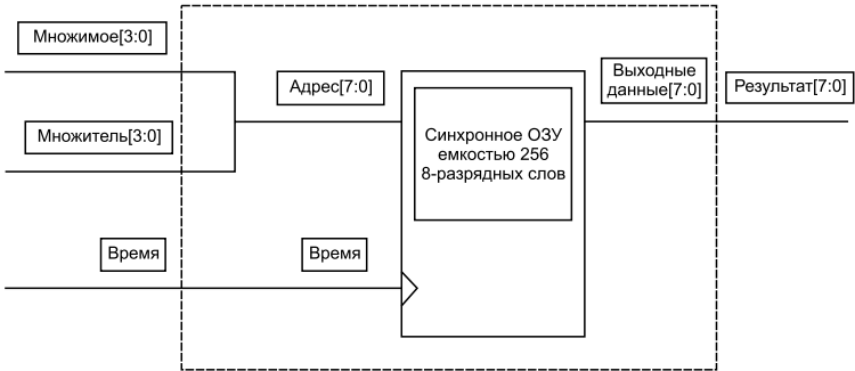 Множимое[3:0]
Адрес[7:0]
Выходные
данные[7:0]
Результат[7:0]
Множитель[3:0]
Синхронное ОЗУ
емкостью 256
8-разрядных слов
Время
Время